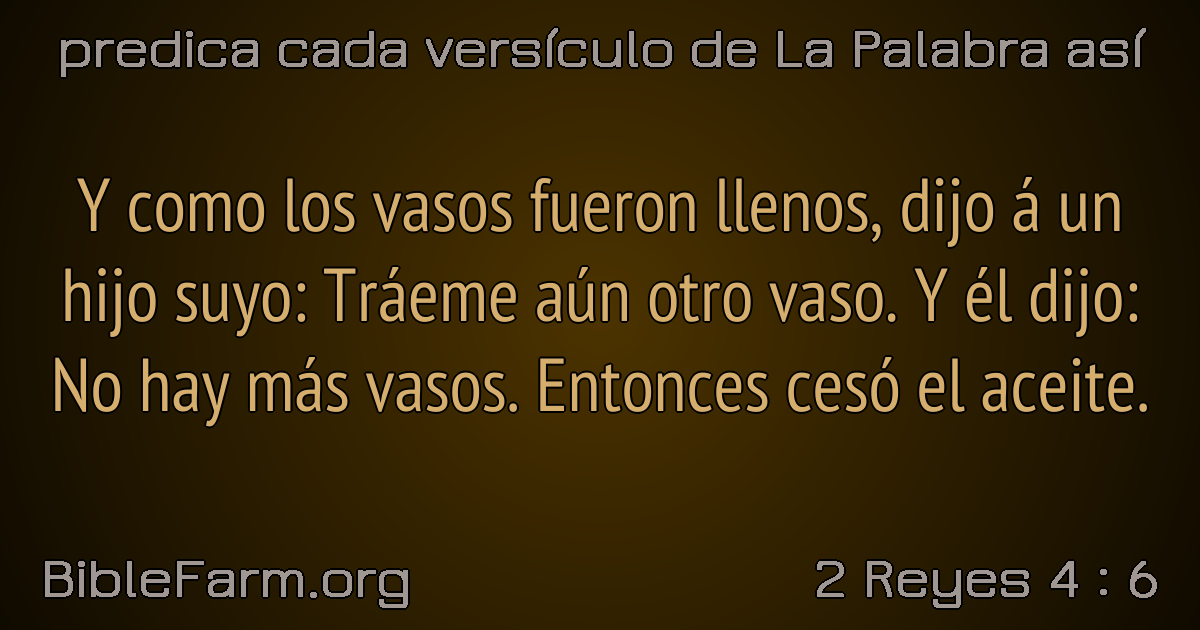 predica cada versículo de La Palabra así
Y como los vasos fueron llenos, dijo á un
hijo suyo: Tráeme aún otro vaso. Y él dijo:
No hay más vasos. Entonces cesó el aceite.
BibleFarm.org
2 Reyes 4 : 6